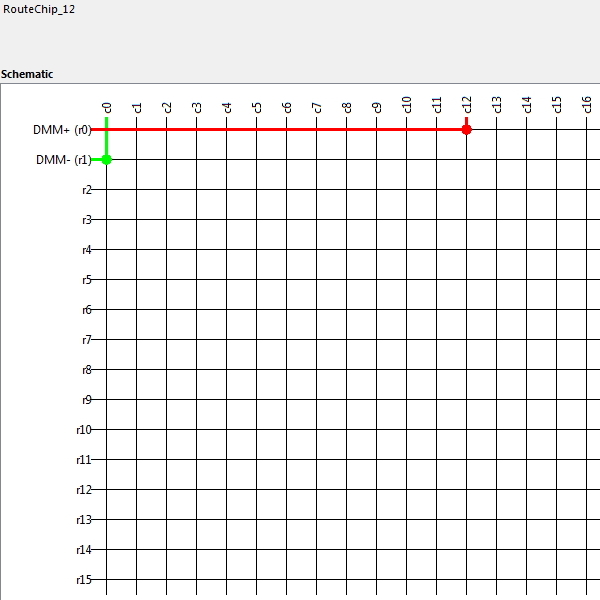 RouteChip_12
Schematic
c0 c1 c2 c3 c4 c5 c6 c7 c8 c9 c10 c11 c12 c13 c14 c15 c16
DMM+ (r0)
DMM- (r1)
r2
r3
r4
r5
r6
r7
r8
r9
r10
r11
r12
r13
r14
r15